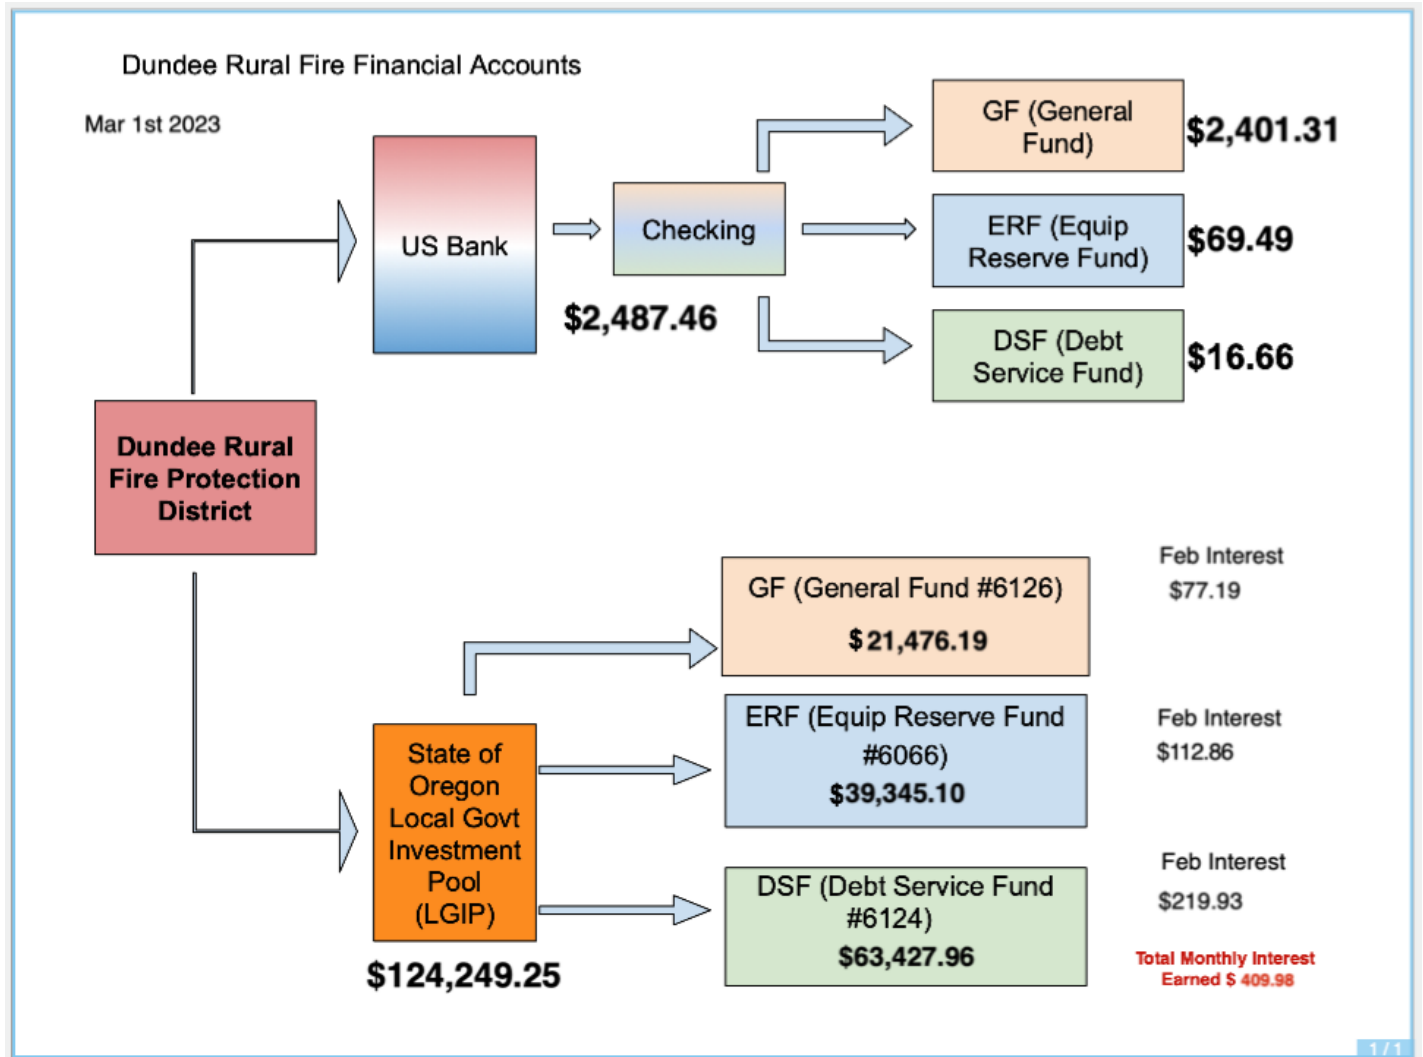 Dundee Rural Fire Financial Accounts
Mar 1st 2023
US Bank
Checking
$2,487.46
GF (General
Fund)
$2,401.31
ERF (Equip
Reserve Fund)
$69.49
DSF (Debt
Service Fund)
$16.66
Dundee Rural
Fire Protection
District
State of
Oregon
Local Govt
Investment
Pool
(LGIP)
$124,249.25
GF (General Fund #6126)
$ 21,476.19
Feb Interest
$77.19
ERF (Equip Reserve Fund
#6066)
$39,345.10
Feb Interest
$112.86
DSF (Debt Service Fund
#6124)
$63,427.96
Feb Interest
$219.93
Total Monthly Interest
Earned $ 409.98
1 / 1